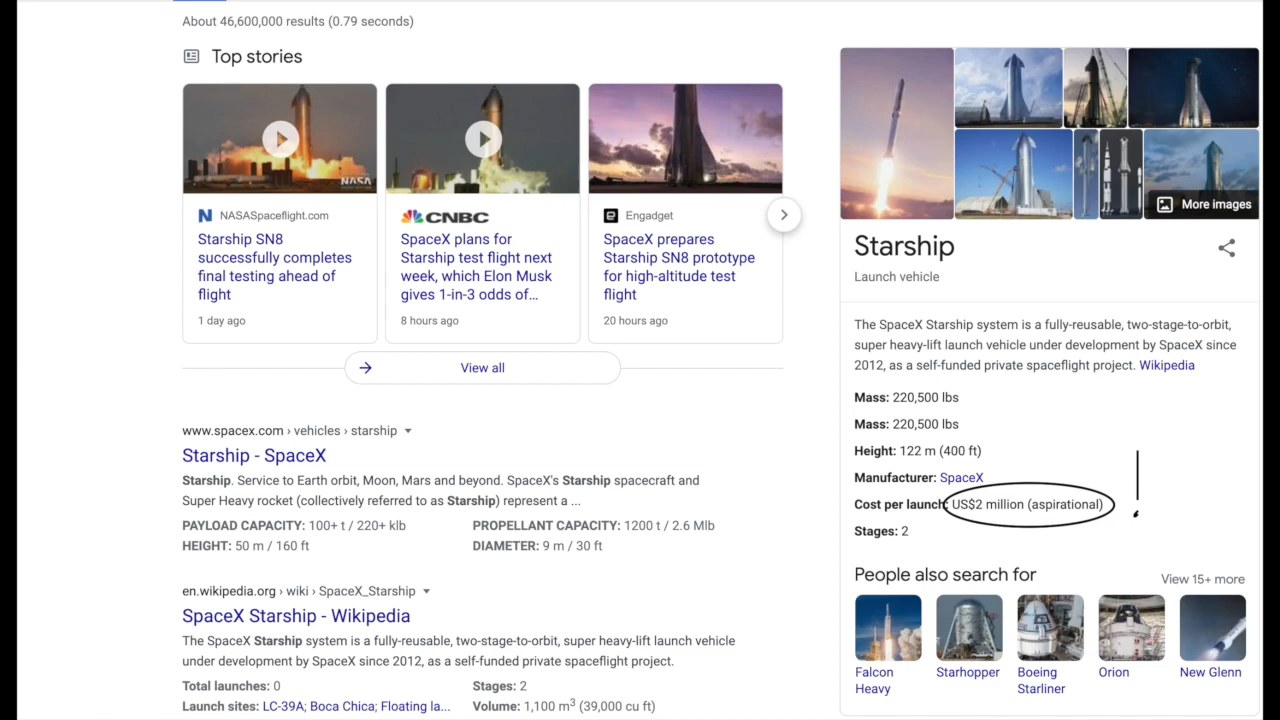 About 46,600,000 results (0.79 seconds)
Top stories
NASA
NASASpaceflight.com
Starship SN8
successfully completes
final testing ahead of
flight
1 day ago
CNBC
SpaceX plans for
Starship test flight next
week, which Elon Musk
gives 1-in-3 odds of...
8 hours ago
Engadget
SpaceX prepares
Starship SN8 prototype
for high-altitude test
flight
20 hours ago
View all
www.spacex.com › vehicles › starship
Starship - SpaceX
Starship. Service to Earth orbit, Moon, Mars and beyond. SpaceX's Starship spacecraft and
Super Heavy rocket (collectively referred to as Starship) represent a ...
PAYLOAD CAPACITY: 100+ t / 220+ klb PROPELLANT CAPACITY: 1200 t / 2.6 Mlb
HEIGHT: 50 m / 160 ft DIAMETER: 9 m / 30 ft
en.wikipedia.org › wiki › SpaceX_Starship
SpaceX Starship - Wikipedia
The SpaceX Starship system is a fully-reusable, two-stage-to-orbit, super heavy-lift launch vehicle
under development by SpaceX since 2012, as a self-funded private spaceflight project.
Total launches: 0 Stages: 2
Launch sites: LC-39A; Boca Chica; Floating la... Volume: 1,100 m³ (39,000 cu ft)
More images
Starship
Launch vehicle
The SpaceX Starship system is a fully-reusable, two-stage-to-orbit,
super heavy-lift launch vehicle under development by SpaceX since
2012, as a self-funded private spaceflight project. Wikipedia
Mass: 220,500 lbs
Mass: 220,500 lbs
Height: 122 m (400 ft)
Manufacturer: SpaceX
Cost per launch: US$2 million (aspirational) !
Stages: 2
People also search for View 15+ more
Falcon
Heavy
Starhopper
Boeing
Starliner
Orion
New Glenn